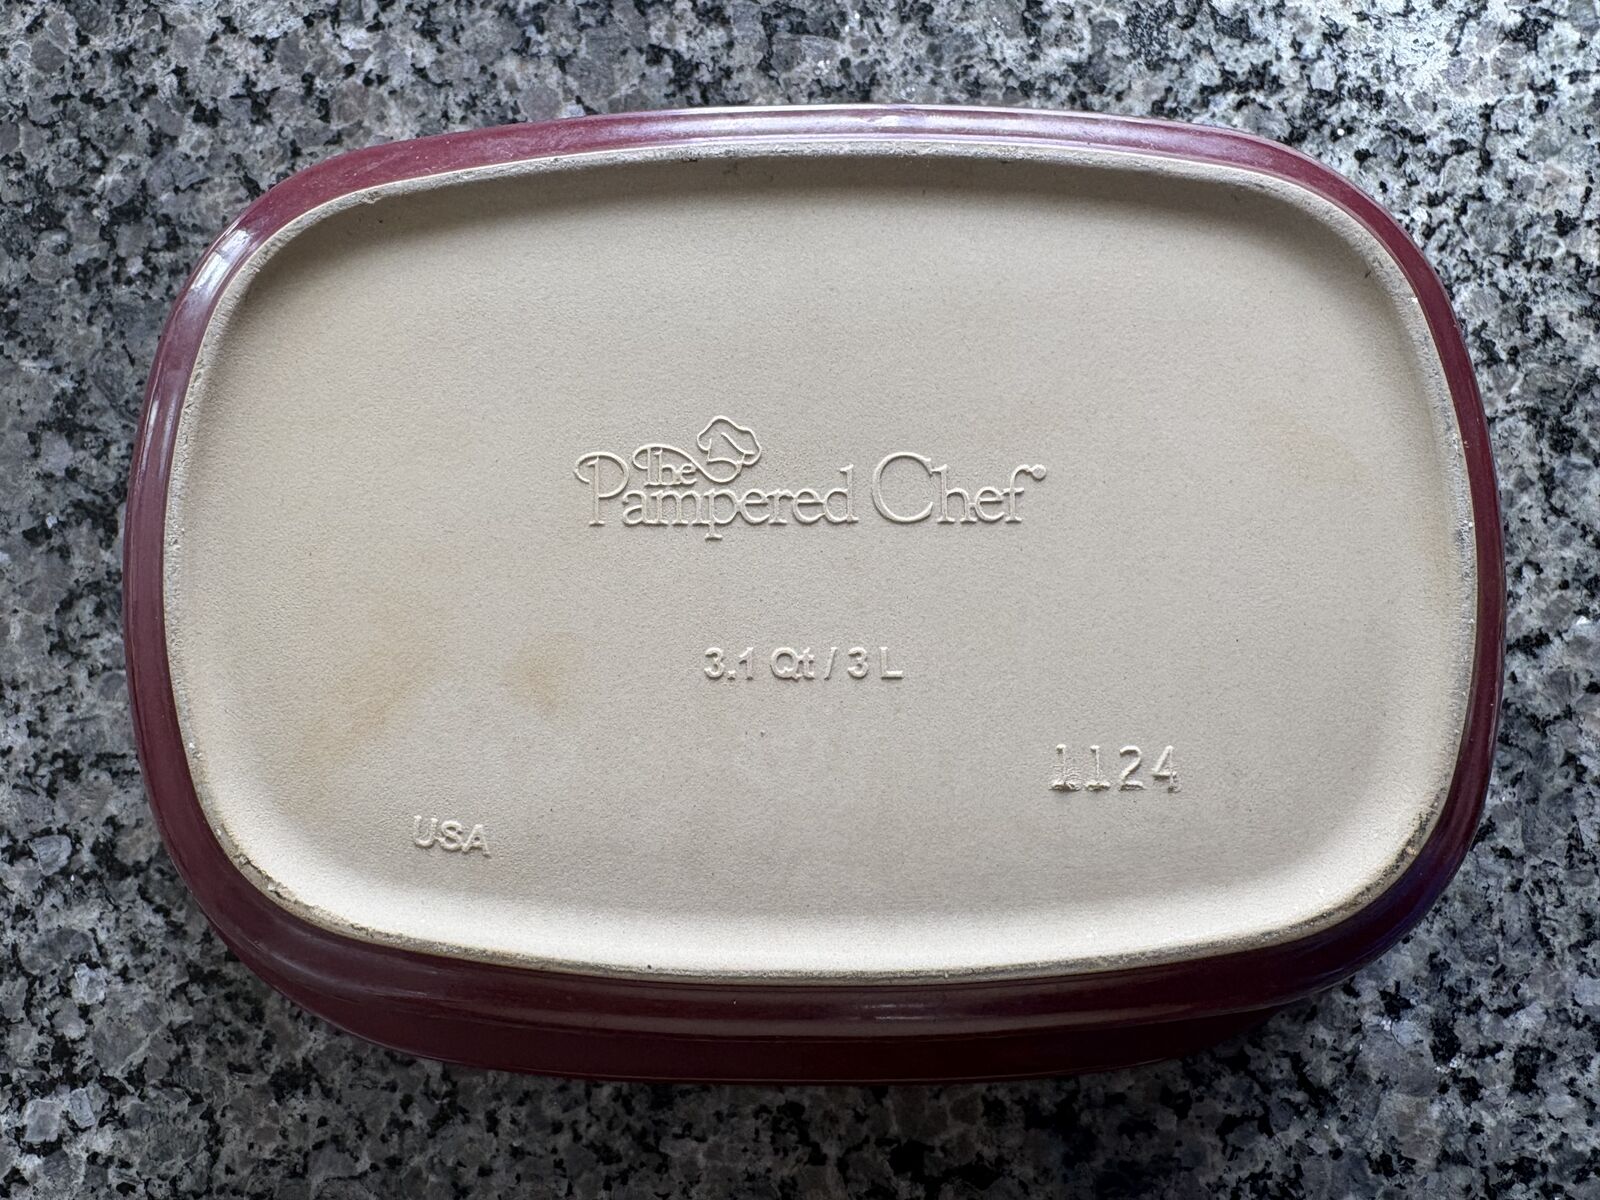 The Pampered Chef®
3.1 Qt / 3 L
1124
USA